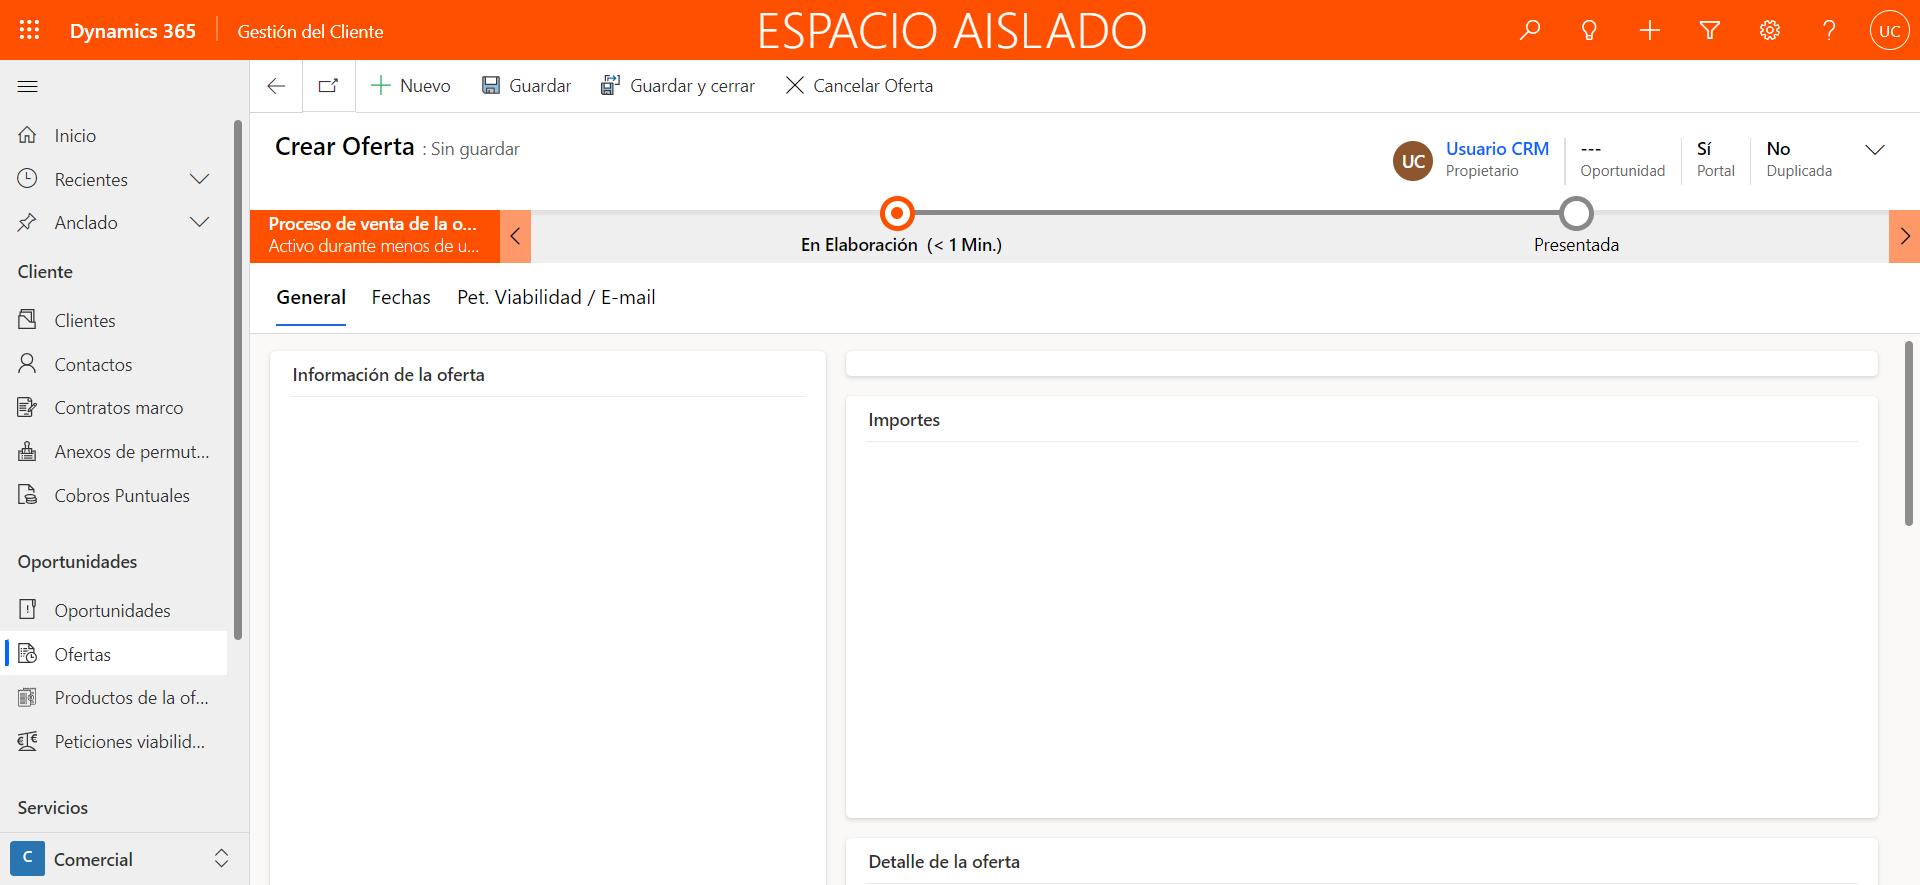 Dynamics 365
Gestión del Cliente
ESPACIO AISLADO
UC
Nuevo
Guardar
Guardar y cerrar
Cancelar Oferta
Inicio
Recientes
Anclado
Cliente
Clientes
Contactos
Contratos marco
Anexos de permut...
Cobros Puntuales
Oportunidades
Oportunidades
Ofertas
Productos de la of...
Peticiones viabilid...
Servicios
C
Comercial
Crear Oferta : Sin guardar
UC
Usuario CRM
Propietario
---
Oportunidad
Sí
Portal
No
Duplicada
Proceso de venta de la o...
Activo durante menos de u...
En Elaboración (< 1 Min.)
Presentada
General
Fechas
Pet. Viabilidad / E-mail
Información de la oferta
Importes
Detalle de la oferta